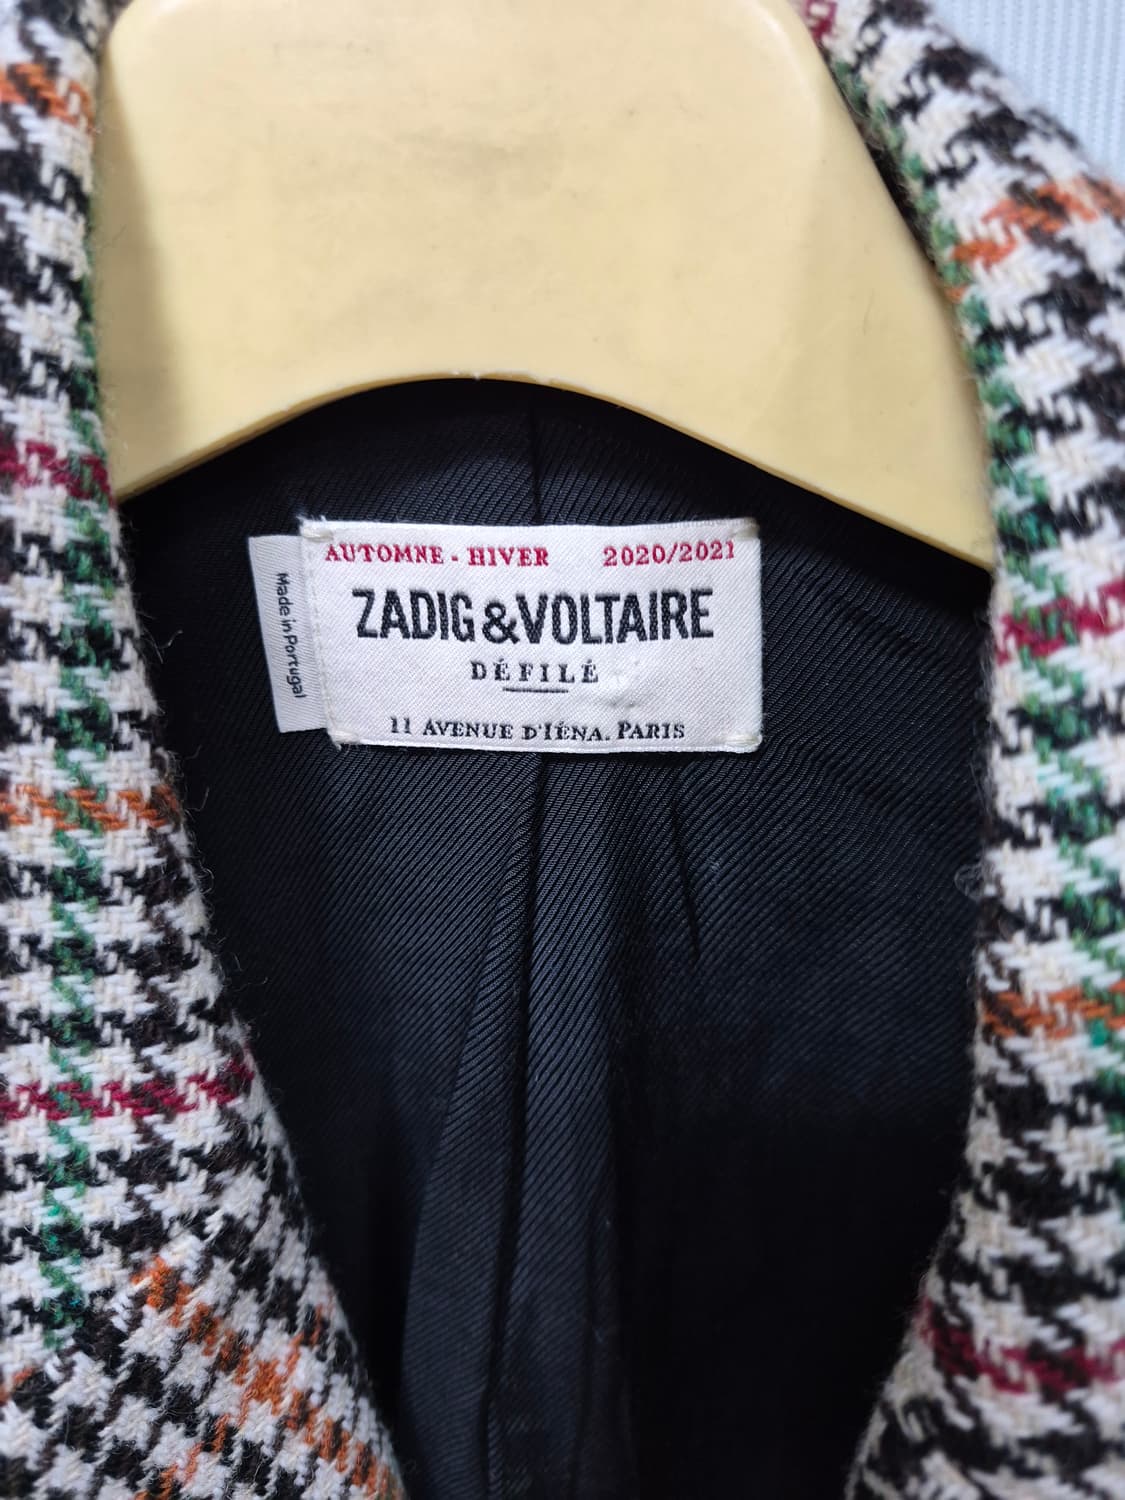 AUTOMNE - HIVER 2020/2021
ZADIG&VOLTAIRE
DÉFILÉ
11 AVENUE D'IÉNA. PARIS
Made in Portugal